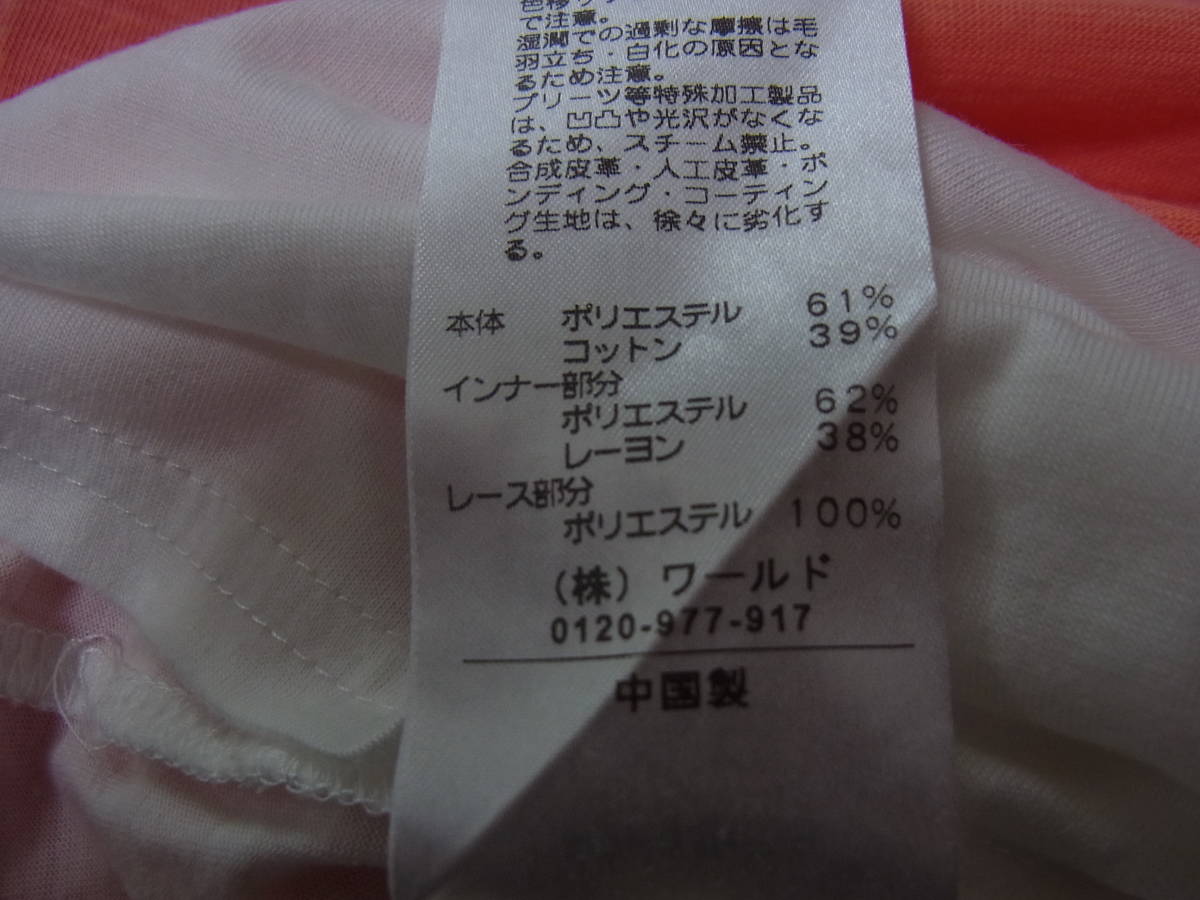 で注意。
湿潤での過剰な摩擦は毛
羽立ち・白化の原因とな
るため注意。
プリーツ等特殊加工製品
は、凹凸や光沢がなくな
るため、スチーム禁止。
合成皮革・人工皮革・ボ
ンディング・コーティン
グ生地は、徐々に劣化す
る。
本体 ポリエステル 61%
コットン 39%
インナー部分
ポリエステル 62%
レーヨン 38%
レース部分
ポリエステル 100%
(株) ワールド
0120-977-917
中国製